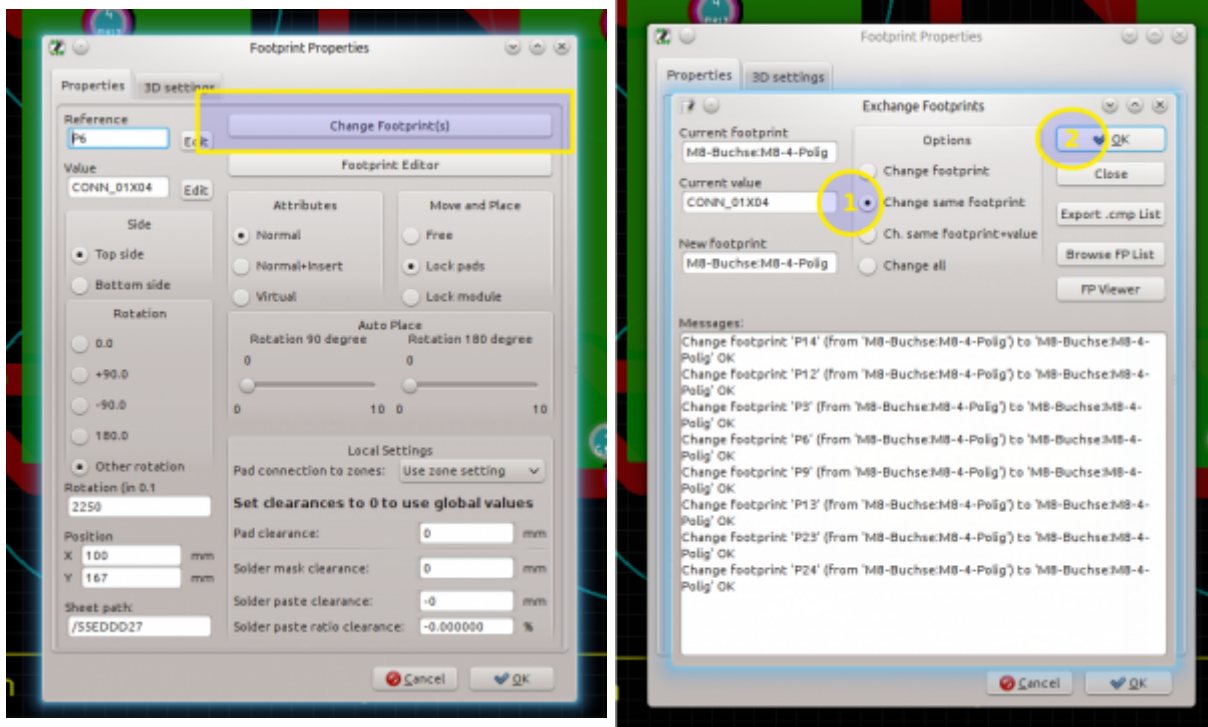 Footprint Properties
Properties
3D settings
Reference
P6
Edit
Change Footprint(s)
Value
CONN_01X04
Edit
Footprint Editor
Side
Top side
Bottom side
Attributes
Normal
Normal+Insert
Virtual
Move and Place
Free
Lock pads
Lock module
Rotation
0.0
+90.0
-90.0
180.0
Other rotation
Rotation (in 0.1
2250
Position
X 100 mm
Y 167 mm
Sheet path:
/55EDDD27
Auto Place
Rotation 90 degree
0
0 10
Rotation 180 degree
0
0 10
Local Settings
Pad connection to zones: Use zone setting
Set clearances to 0 to use global values
Pad clearance: 0 mm
Solder mask clearance: 0 mm
Solder paste clearance: -0 mm
Solder paste ratio clearance: -0.000000 %
Cancel
OK
Footprint Properties
Properties
3D settings
Exchange Footprints
Current footprint
M8-Buchse:M8-4-Polig
Current value
CONN_01X04
New footprint
M8-Buchse:M8-4-Polig
Options
Change footprint
1
Change same footprint
Ch. same footprint+value
Change all
2
OK
Close
Export .cmp List
Browse FP List
FP Viewer
Messages:
Change footprint 'P14' (from 'M8-Buchse:M8-4-Polig') to 'M8-Buchse:M8-4-
Polig' OK
Change footprint 'P12' (from 'M8-Buchse:M8-4-Polig') to 'M8-Buchse:M8-4-
Polig' OK
Change footprint 'P3' (from 'M8-Buchse:M8-4-Polig') to 'M8-Buchse:M8-4-
Polig' OK
Change footprint 'P6' (from 'M8-Buchse:M8-4-Polig') to 'M8-Buchse:M8-4-
Polig' OK
Change footprint 'P9' (from 'M8-Buchse:M8-4-Polig') to 'M8-Buchse:M8-4-
Polig' OK
Change footprint 'P13' (from 'M8-Buchse:M8-4-Polig') to 'M8-Buchse:M8-4-
Polig' OK
Change footprint 'P23' (from 'M8-Buchse:M8-4-Polig') to 'M8-Buchse:M8-4-
Polig' OK
Change footprint 'P24' (from 'M8-Buchse:M8-4-Polig') to 'M8-Buchse:M8-4-
Polig' OK
Cancel
OK